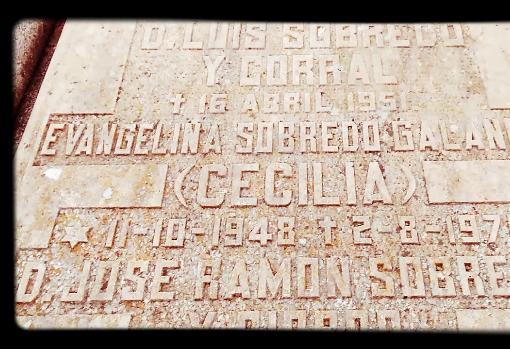 D. LUIS SOBREDO
Y CORRAL
✝ 16 ABRIL 1951
EVANGELINA SOBREDO GALAN
(CECILIA)
✡ 11-10-1948 ✝ 2-8-197
D. JOSE RAMON SOBRE